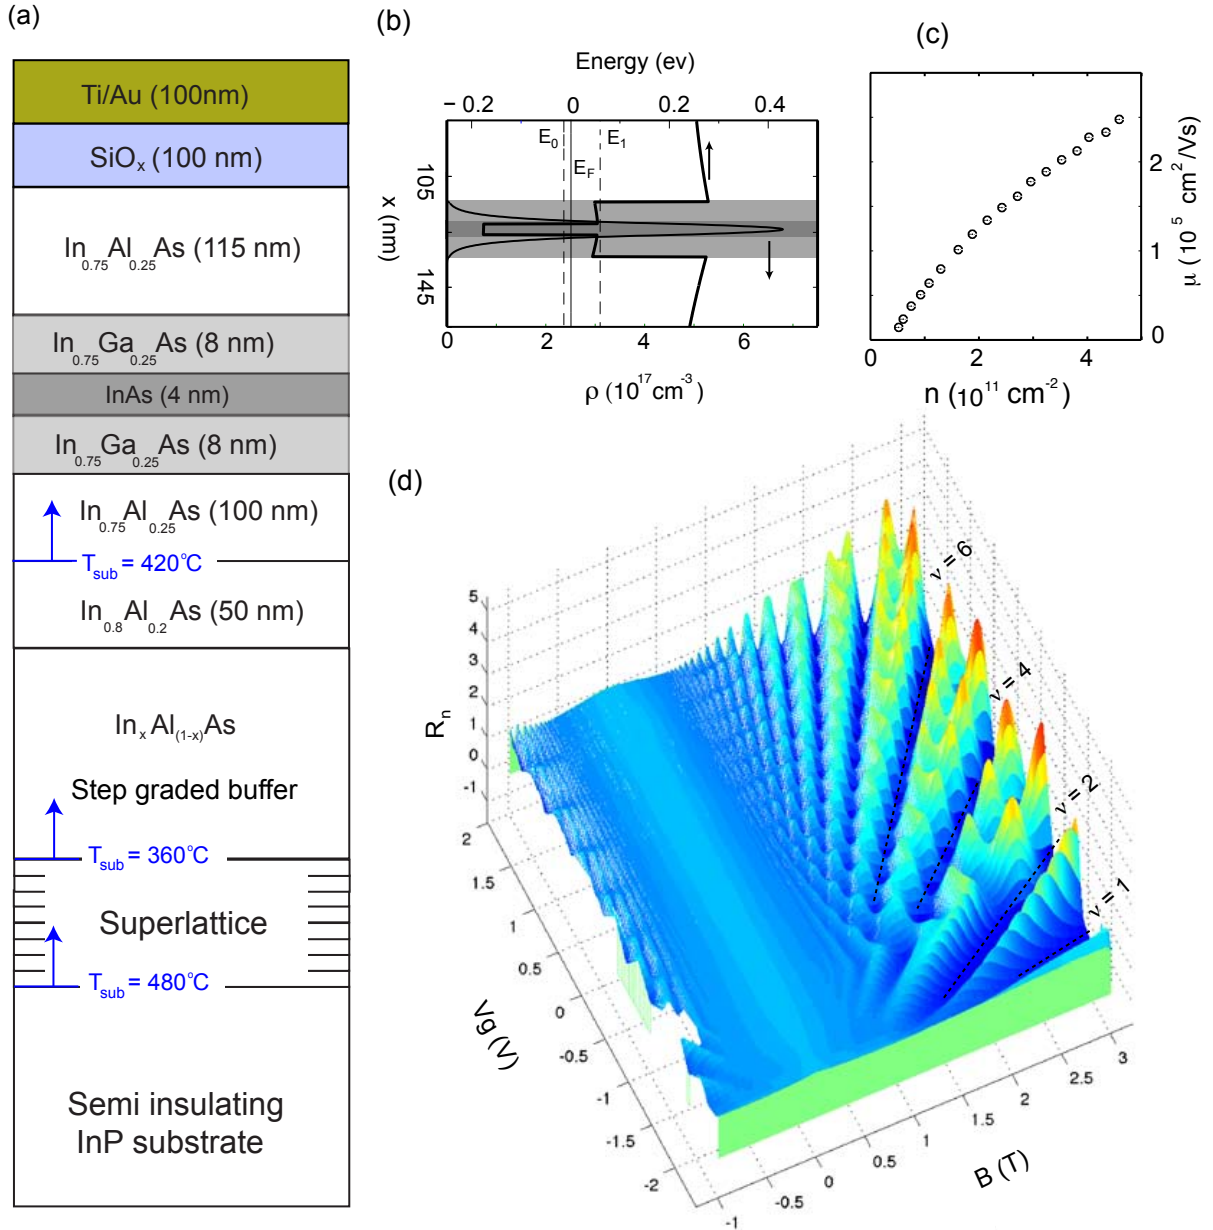 (a)
Ti/Au (100nm)
SiOx (100 nm)
In0.75Al0.25As (115 nm)
In0.75Ga0.25As (8 nm)
InAs (4 nm)
In0.75Ga0.25As (8 nm)
In0.75Al0.25As (100 nm)
Tsub = 420°C
In0.8Al0.2As (50 nm)
InxAl(1-x)As
Step graded buffer
Tsub = 360°C
Superlattice
Tsub = 480°C
Semi insulating
InP substrate
(b)
Energy (ev)
− 0.2 0 0.2 0.4
E0
EF
E1
x (nm)
105
145
0 2 4 6
ρ (10^17cm^-3)
(c)
μ (10^5 cm^2/Vs)
0 1 2
0 2 4
n (10^11 cm^-2)
(d)
Rn
5
4
3
2
1
0
-1
ν = 6
ν = 4
ν = 2
ν = 1
Vg (V)
2 1.5 1 0.5 0 -0.5 -1 -1.5 -2
B (T)
-1 -0.5 0 0.5 1 1.5 2 2.5 3